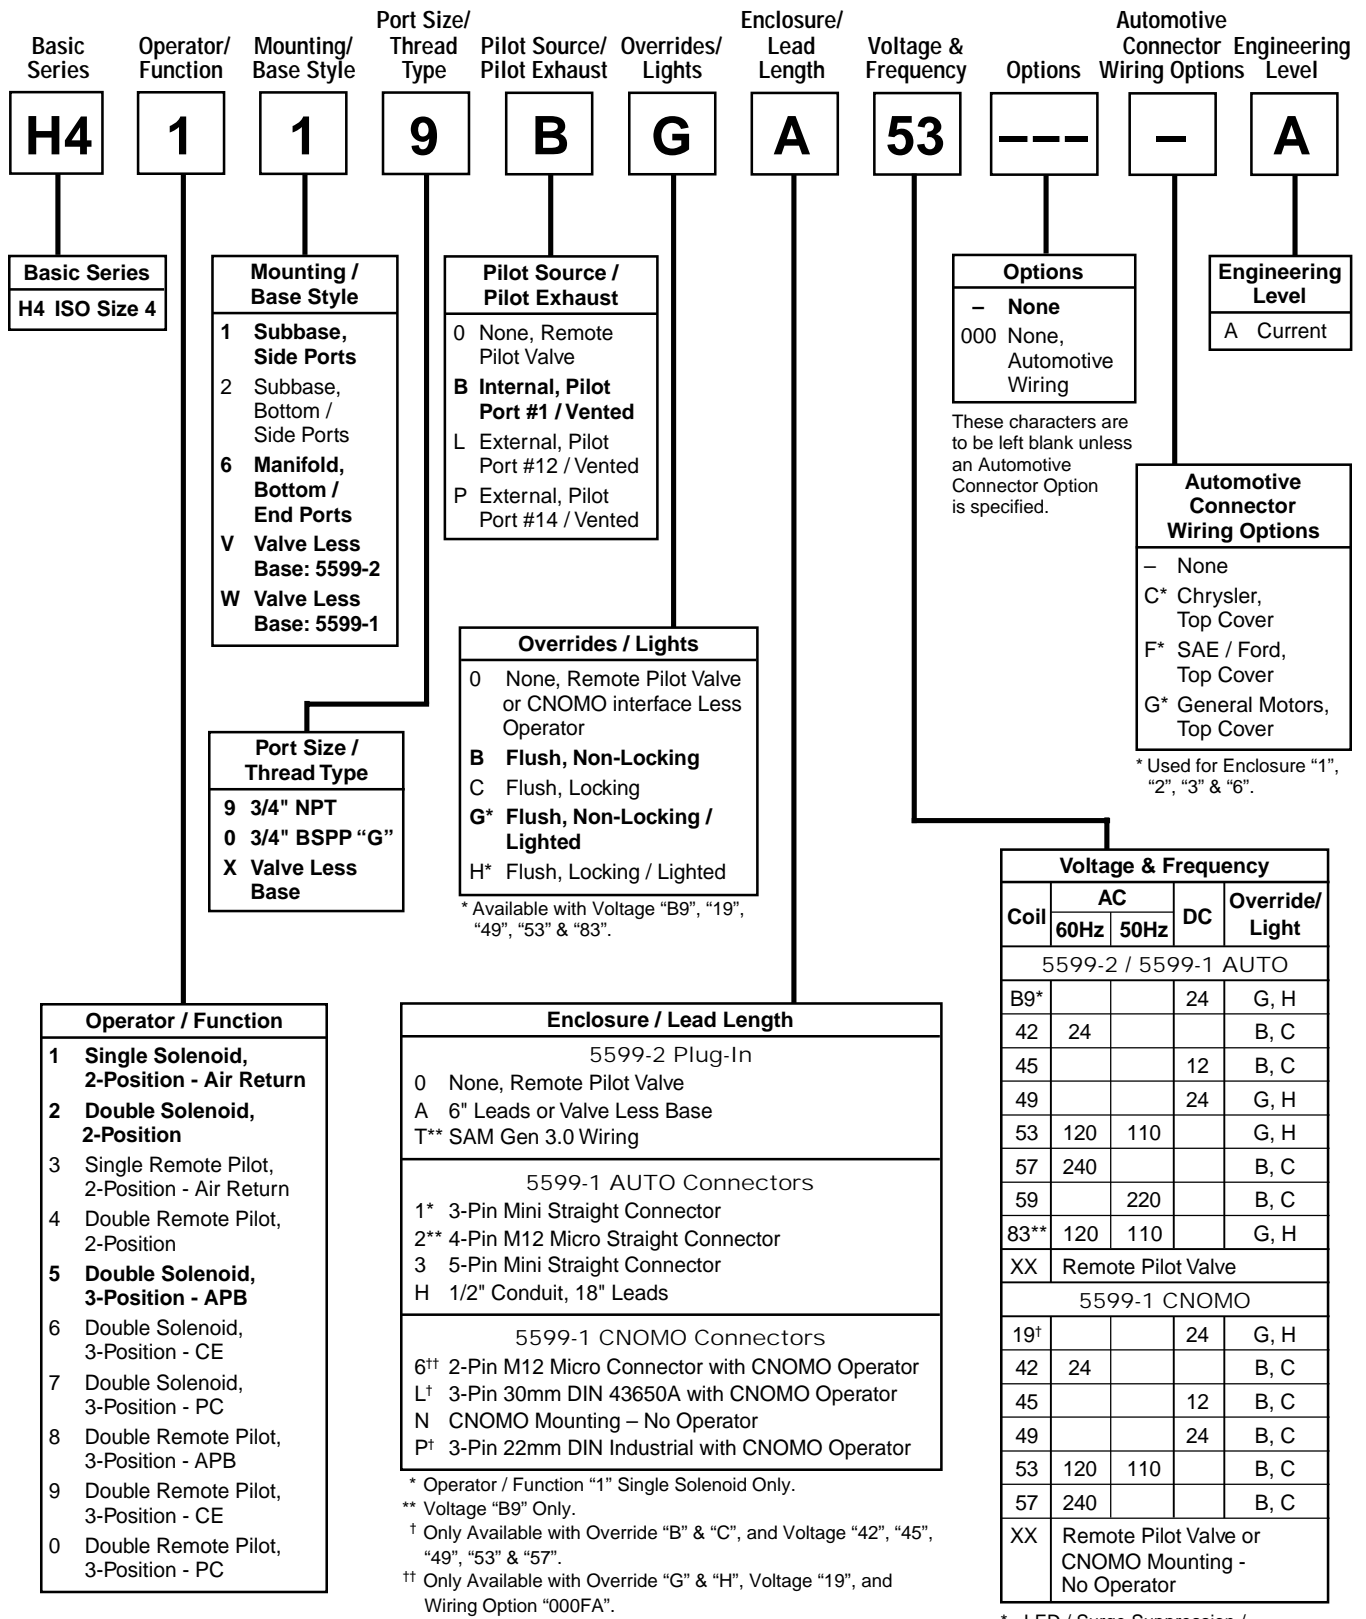 Basic Series
Operator/ Function
Mounting/ Base Style
Port Size/ Thread Type
Pilot Source/ Pilot Exhaust
Overrides/ Lights
Enclosure/ Lead Length
Voltage & Frequency
Options
Automotive Connector Wiring Options
Engineering Level
H4 1 1 9 B G A 53 ––– – A
Basic Series
H4 ISO Size 4
Mounting /
Base Style
1 Subbase,
Side Ports
2 Subbase,
Bottom /
Side Ports
6 Manifold,
Bottom /
End Ports
V Valve Less
Base: 5599-2
W Valve Less
Base: 5599-1
Pilot Source /
Pilot Exhaust
0 None, Remote
Pilot Valve
B Internal, Pilot
Port #1 / Vented
L External, Pilot
Port #12 / Vented
P External, Pilot
Port #14 / Vented
Options
– None
000 None,
Automotive
Wiring
These characters are
to be left blank unless
an Automotive
Connector Option
is specified.
Engineering
Level
A Current
Automotive
Connector
Wiring Options
– None
C* Chrysler,
Top Cover
F* SAE / Ford,
Top Cover
G* General Motors,
Top Cover
* Used for Enclosure “1”,
“2”, “3” & “6”.
Overrides / Lights
0 None, Remote Pilot Valve
or CNOMO interface Less
Operator
B Flush, Non-Locking
C Flush, Locking
G* Flush, Non-Locking /
Lighted
H* Flush, Locking / Lighted
* Available with Voltage “B9”, “19”,
“49”, “53” & “83”.
Port Size /
Thread Type
9 3/4" NPT
0 3/4" BSPP “G”
X Valve Less
Base
Operator / Function
1 Single Solenoid,
2-Position - Air Return
2 Double Solenoid,
2-Position
3 Single Remote Pilot,
2-Position - Air Return
4 Double Remote Pilot,
2-Position
5 Double Solenoid,
3-Position - APB
6 Double Solenoid,
3-Position - CE
7 Double Solenoid,
3-Position - PC
8 Double Remote Pilot,
3-Position - APB
9 Double Remote Pilot,
3-Position - CE
0 Double Remote Pilot,
3-Position - PC
Enclosure / Lead Length
5599-2 Plug-In
0 None, Remote Pilot Valve
A 6" Leads or Valve Less Base
T** SAM Gen 3.0 Wiring
5599-1 AUTO Connectors
1* 3-Pin Mini Straight Connector
2** 4-Pin M12 Micro Straight Connector
3 5-Pin Mini Straight Connector
H 1/2" Conduit, 18" Leads
5599-1 CNOMO Connectors
6†† 2-Pin M12 Micro Connector with CNOMO Operator
L† 3-Pin 30mm DIN 43650A with CNOMO Operator
N CNOMO Mounting – No Operator
P† 3-Pin 22mm DIN Industrial with CNOMO Operator
* Operator / Function “1” Single Solenoid Only.
** Voltage “B9” Only.
† Only Available with Override “B” & “C”, and Voltage “42”, “45”,
“49”, “53” & “57”.
†† Only Available with Override “G” & “H”, Voltage “19”, and
Wiring Option “000FA”.
Voltage & Frequency
Coil AC DC Override/ Light
60Hz 50Hz
5599-2 / 5599-1 AUTO
B9* 24 G, H
42 24 B, C
45 12 B, C
49 24 G, H
53 120 110 G, H
57 240 B, C
59 220 B, C
83** 120 110 G, H
XX Remote Pilot Valve
5599-1 CNOMO
19† 24 G, H
42 24 B, C
45 12 B, C
49 24 B, C
53 120 110 B, C
57 240 B, C
XX Remote Pilot Valve or
CNOMO Mounting -
No Operator
* LED / Surge Suppression /